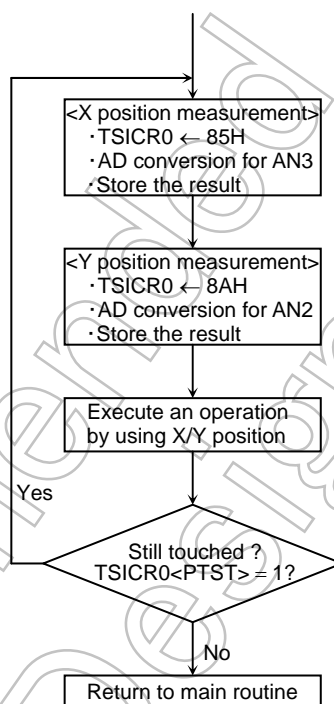 <X position measurement>
・TSICR0 ← 85H
・AD conversion for AN3
・Store the result
<Y position measurement>
・TSICR0 ← 8AH
・AD conversion for AN2
・Store the result
Execute an operation
by using X/Y position
Yes
Still touched ?
TSICR0<PTST> = 1?
No
Return to main routine